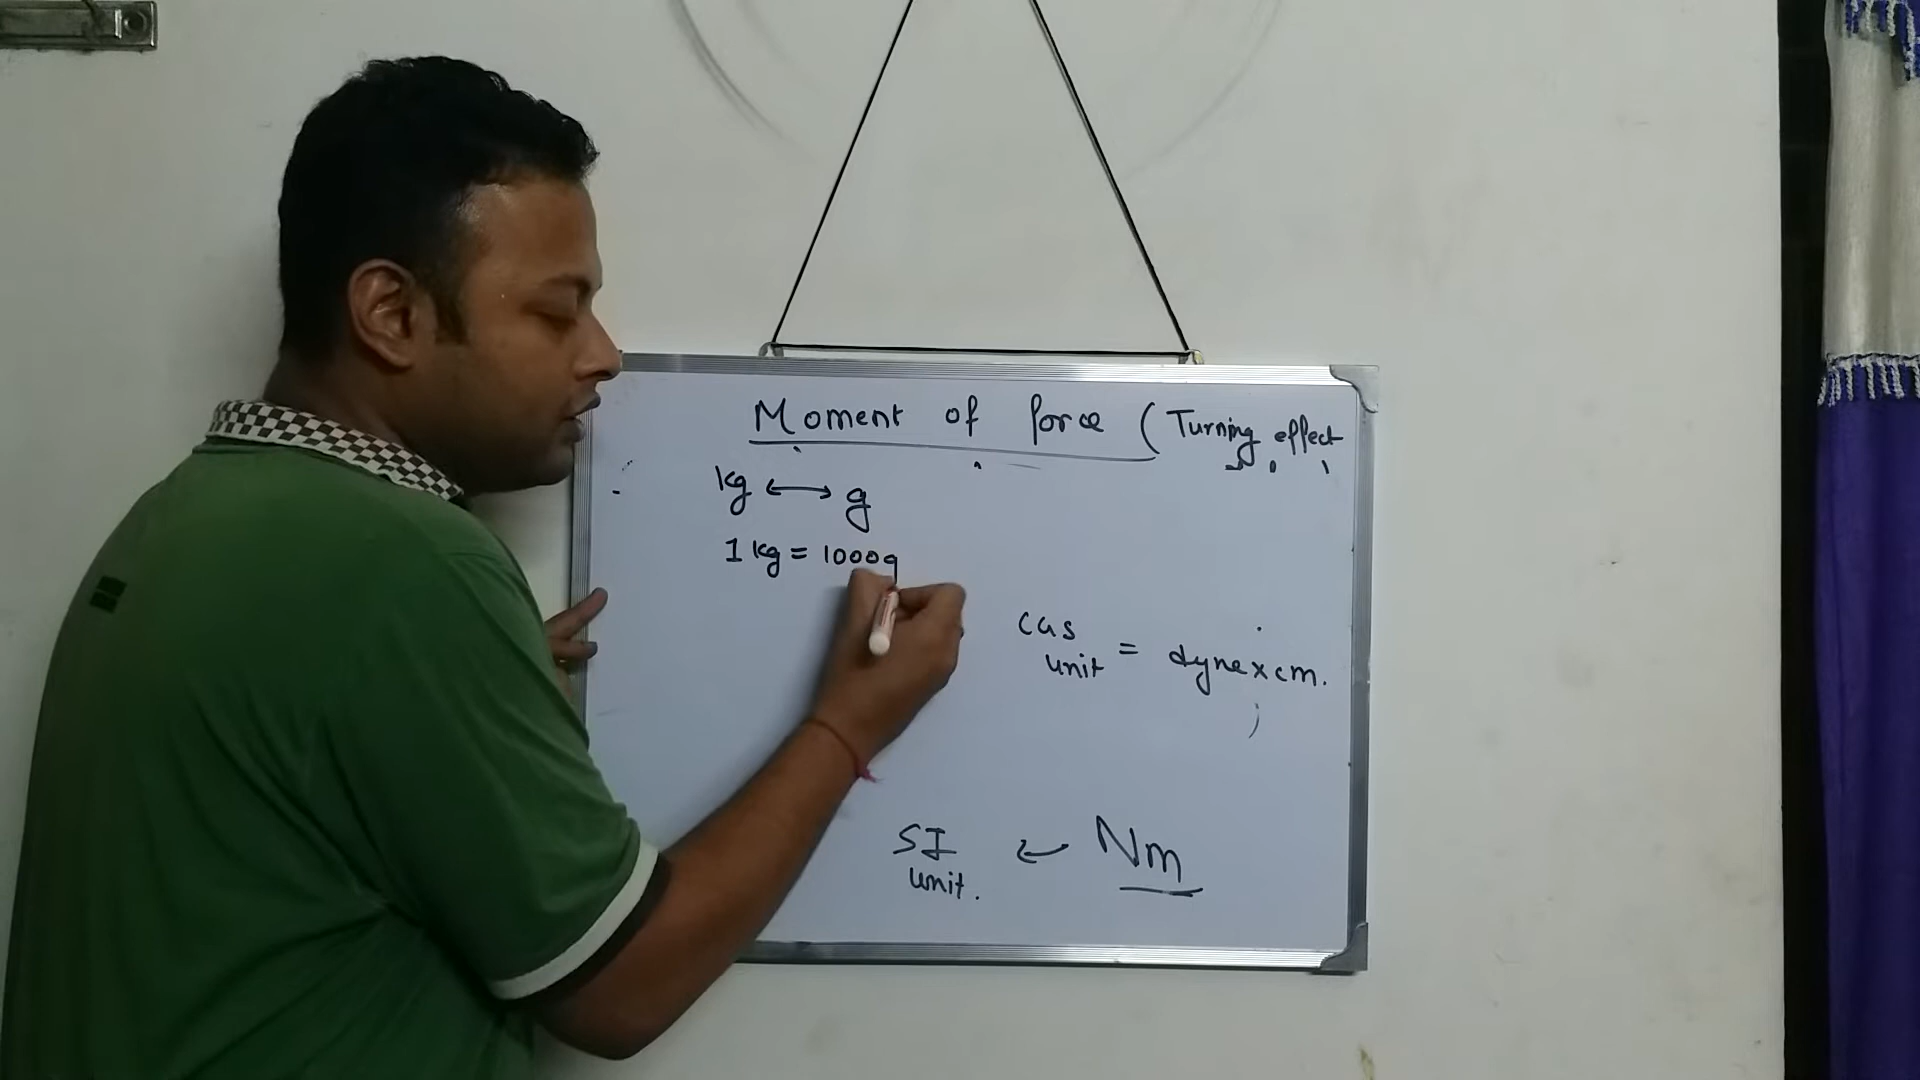 Moment of force (Turning effect
kg ⟷ g
1 kg = 1000g
CGS
unit = dyne x cm.
SI
unit. ← Nm